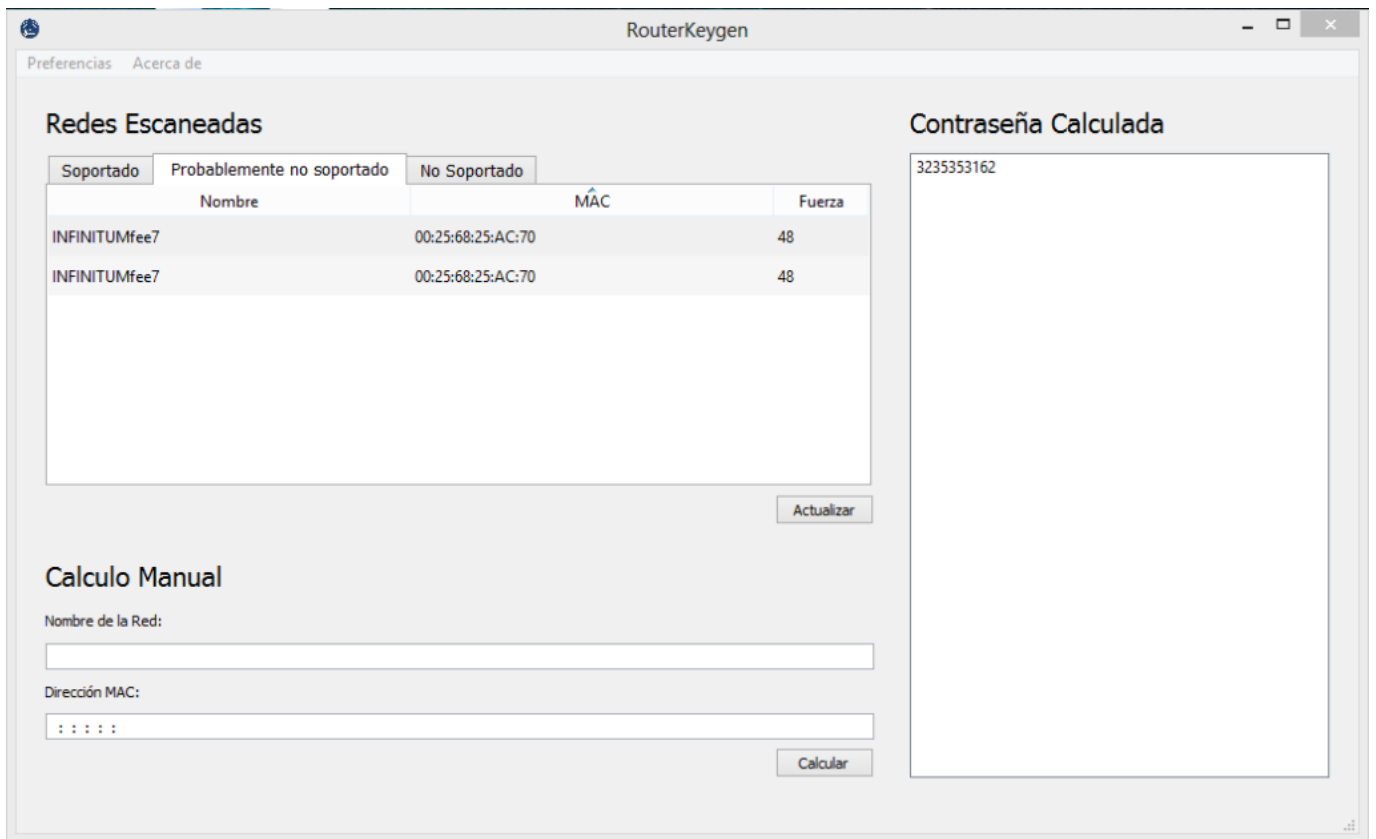 RouterKeygen
Preferencias Acerca de
Redes Escaneadas
Soportado Probablemente no soportado No Soportado
Nombre MAC Fuerza
INFINITUMfee7 00:25:68:25:AC:70 48
INFINITUMfee7 00:25:68:25:AC:70 48
Actualizar
Calculo Manual
Nombre de la Red:
Dirección MAC:
: : : : :
Calcular
Contraseña Calculada
3235353162